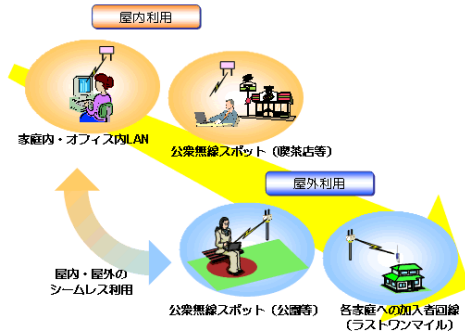 屋内利用
家庭内・オフィス内LAN
公衆無線スポット（喫茶店等）
屋外利用
屋内・屋外の
シームレス利用
公衆無線スポット（公園等）
各家庭への加入者回線
（ラストワンマイル）